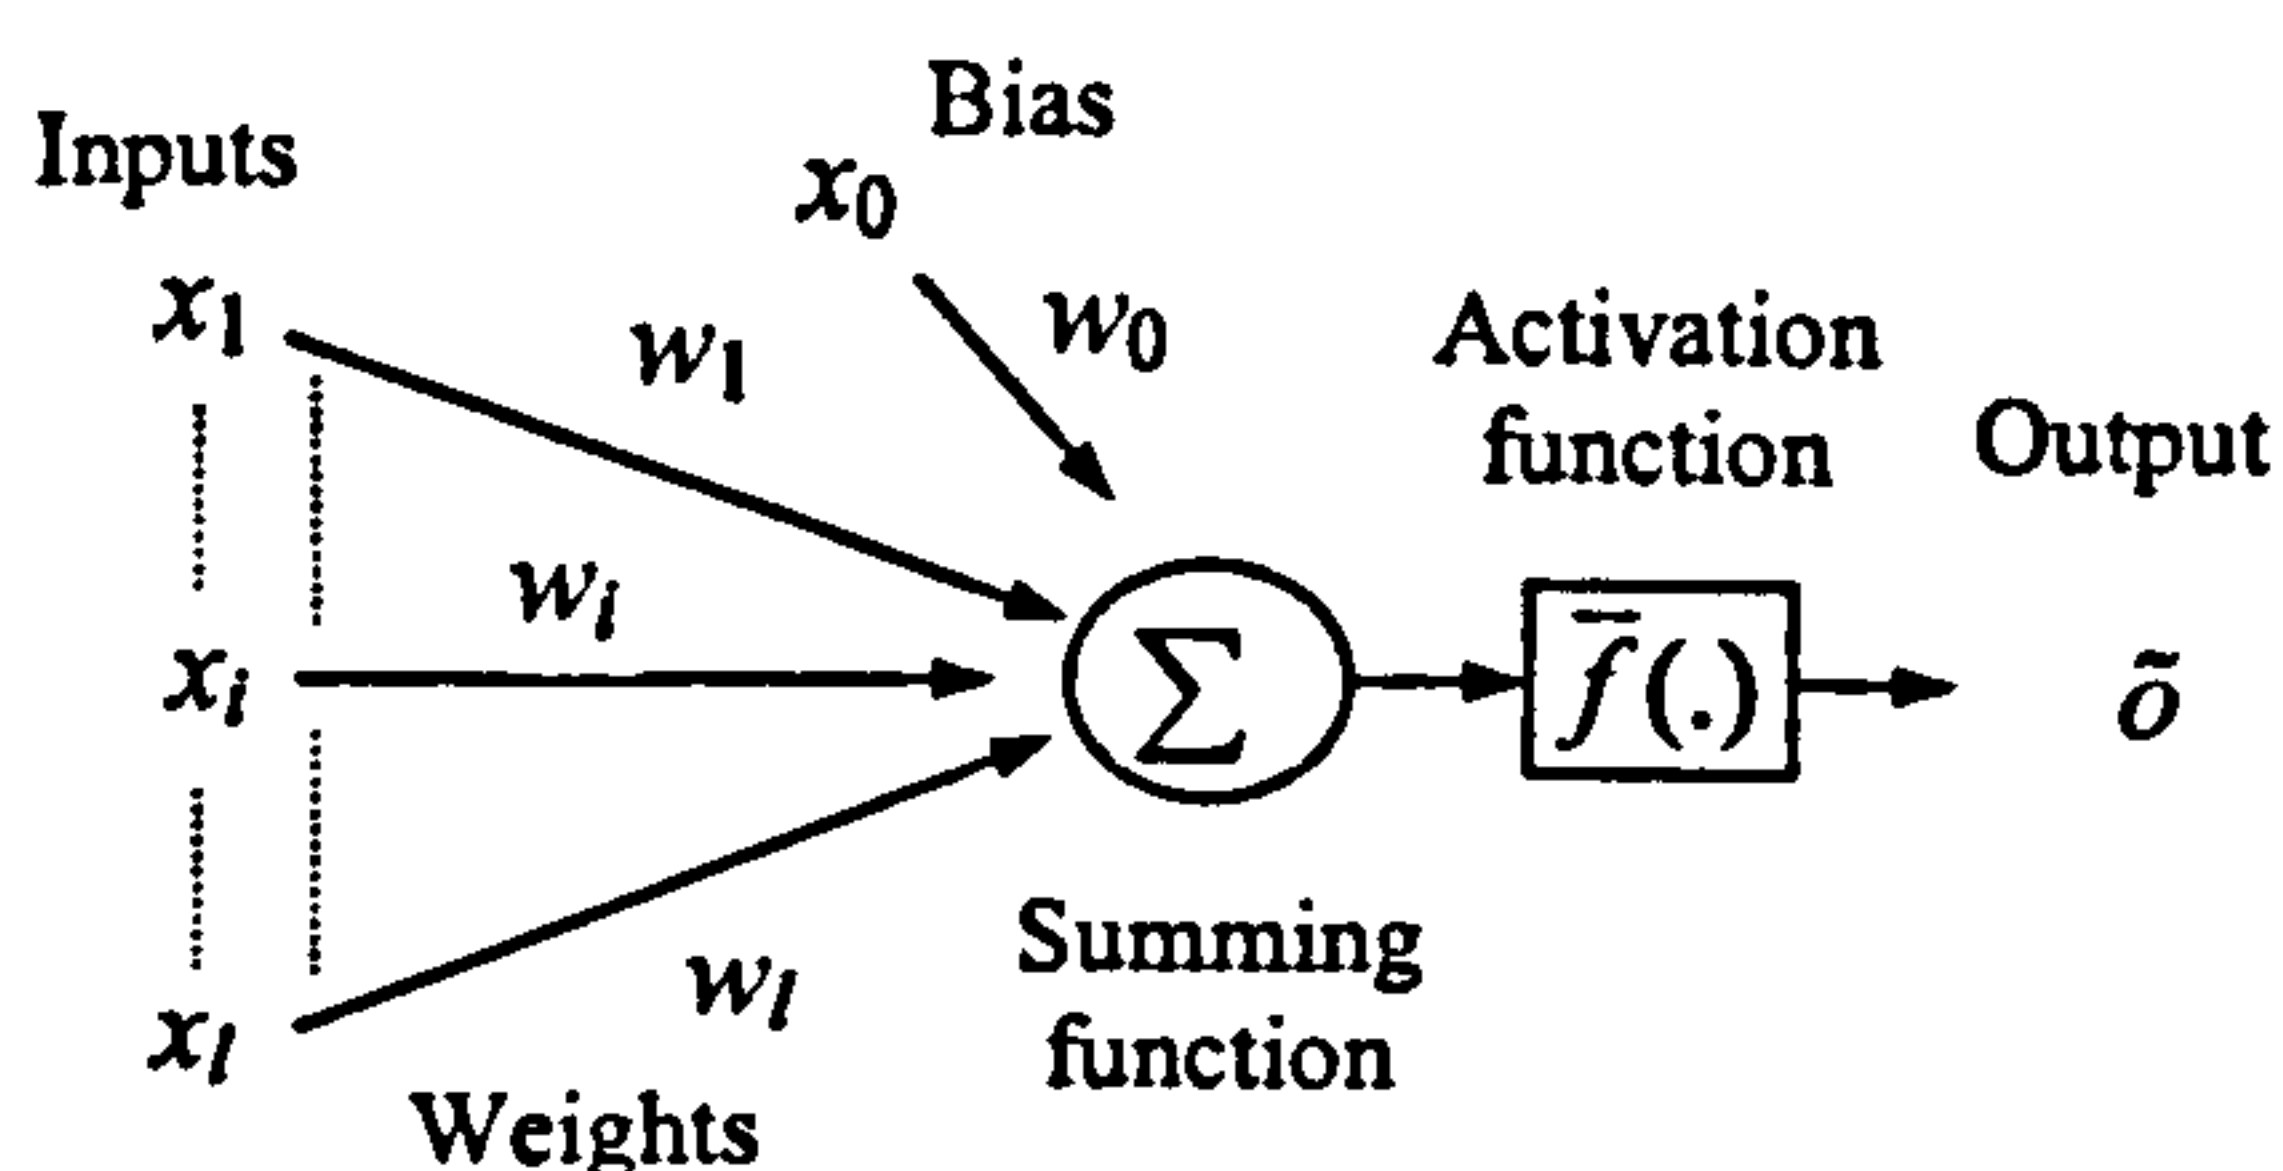 Bias
Inputs
x0
x1
w1
w0
Activation
function
Output
wi
xi
Σ
f̄(.)
õ
xl
wl
Summing
function
Weights